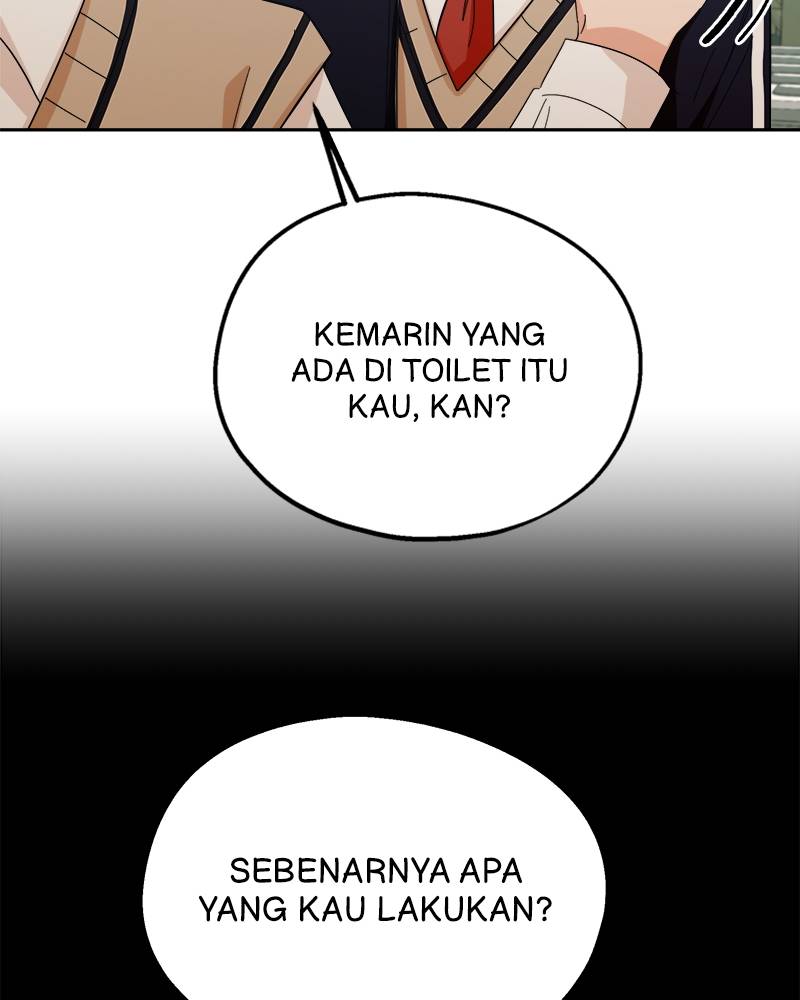 KEMARIN YANG
ADA DI TOILET ITU
KAU, KAN?
SEBENARNYA APA
YANG KAU LAKUKAN?